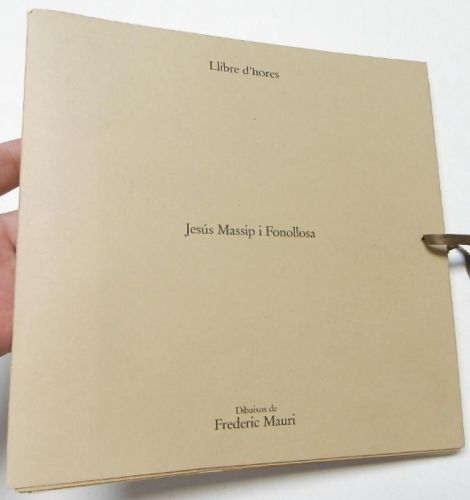 Llibre d'hores
Jesús Massip i Fonollosa
Dibuixos de
Frederic Mauri